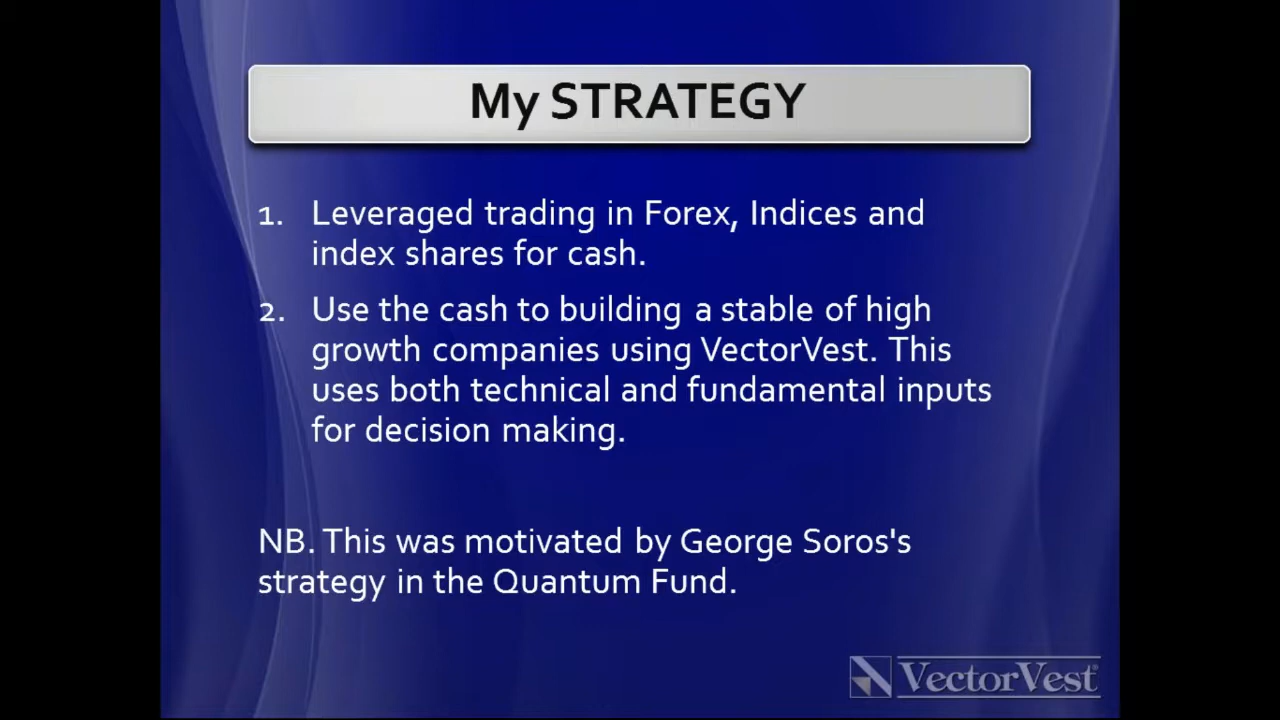 My STRATEGY
1. Leveraged trading in Forex, Indices and
index shares for cash.
2. Use the cash to building a stable of high
growth companies using VectorVest. This
uses both technical and fundamental inputs
for decision making.
NB. This was motivated by George Soros's
strategy in the Quantum Fund.
VectorVest®